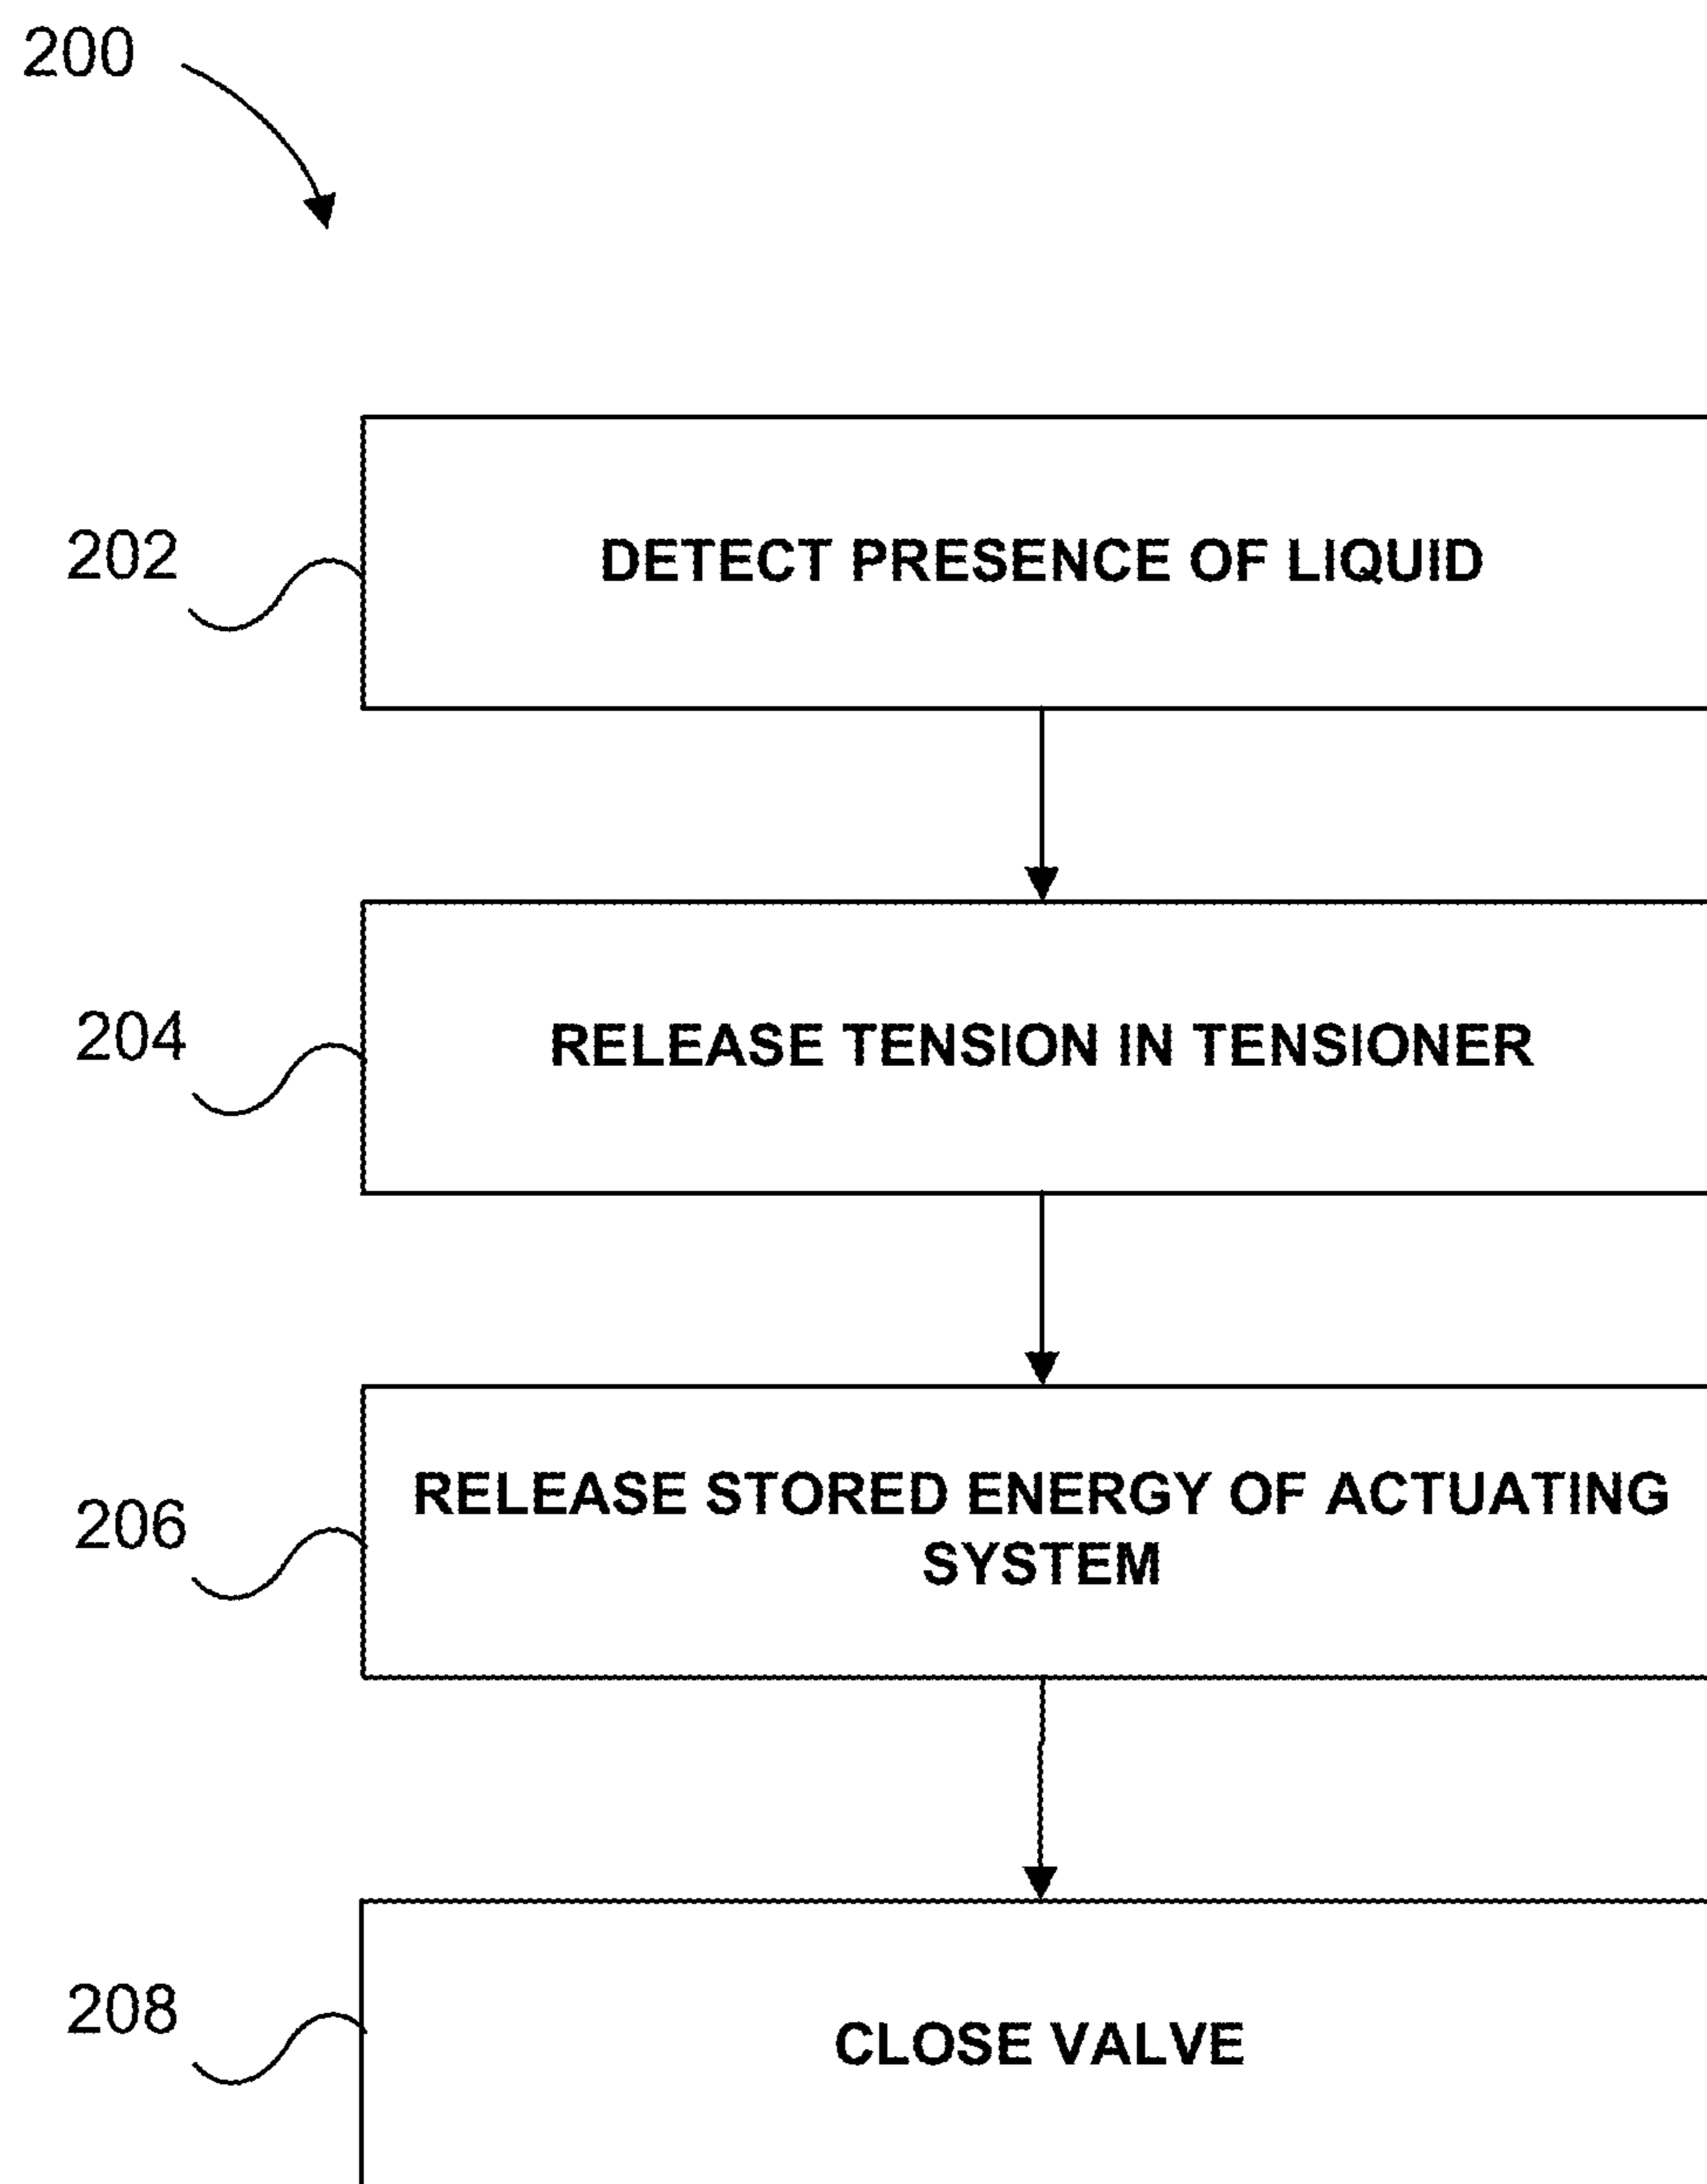 200
202
DETECT PRESENCE OF LIQUID
204
RELEASE TENSION IN TENSIONER
206
RELEASE STORED ENERGY OF ACTUATING
SYSTEM
208
CLOSE VALVE